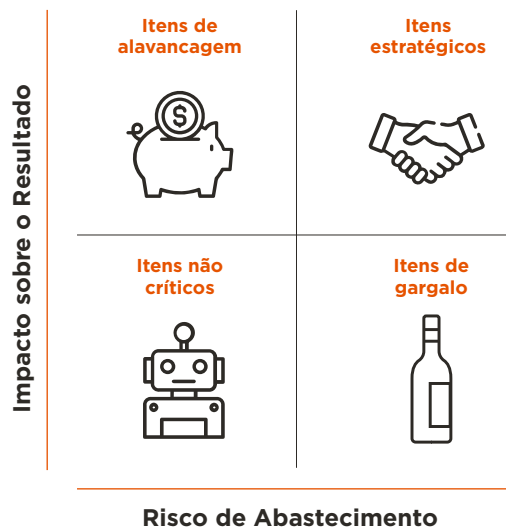 Itens de
alavancagem
Itens
estratégicos
Impacto sobre o Resultado
$
Itens não
críticos
Itens de
gargalo
Risco de Abastecimento